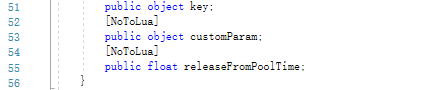 51 public object key;
52 [NoToLua]
53 public object customParam;
54 [NoToLua]
55 public float releaseFromPoolTime;
56 }